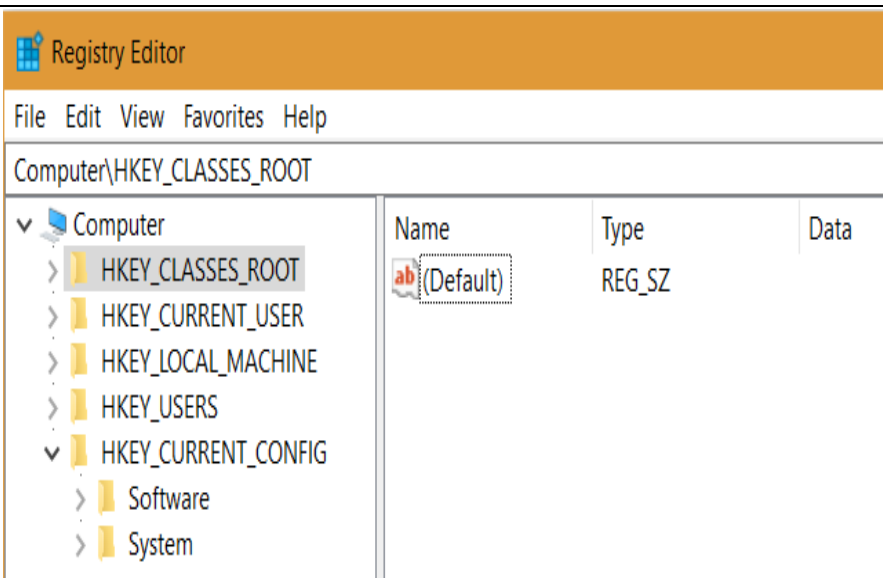 Registry Editor
File Edit View Favorites Help
Computer\HKEY_CLASSES_ROOT
Computer
HKEY_CLASSES_ROOT
HKEY_CURRENT_USER
HKEY_LOCAL_MACHINE
HKEY_USERS
HKEY_CURRENT_CONFIG
Software
System
Name Type Data
ab (Default) REG_SZ